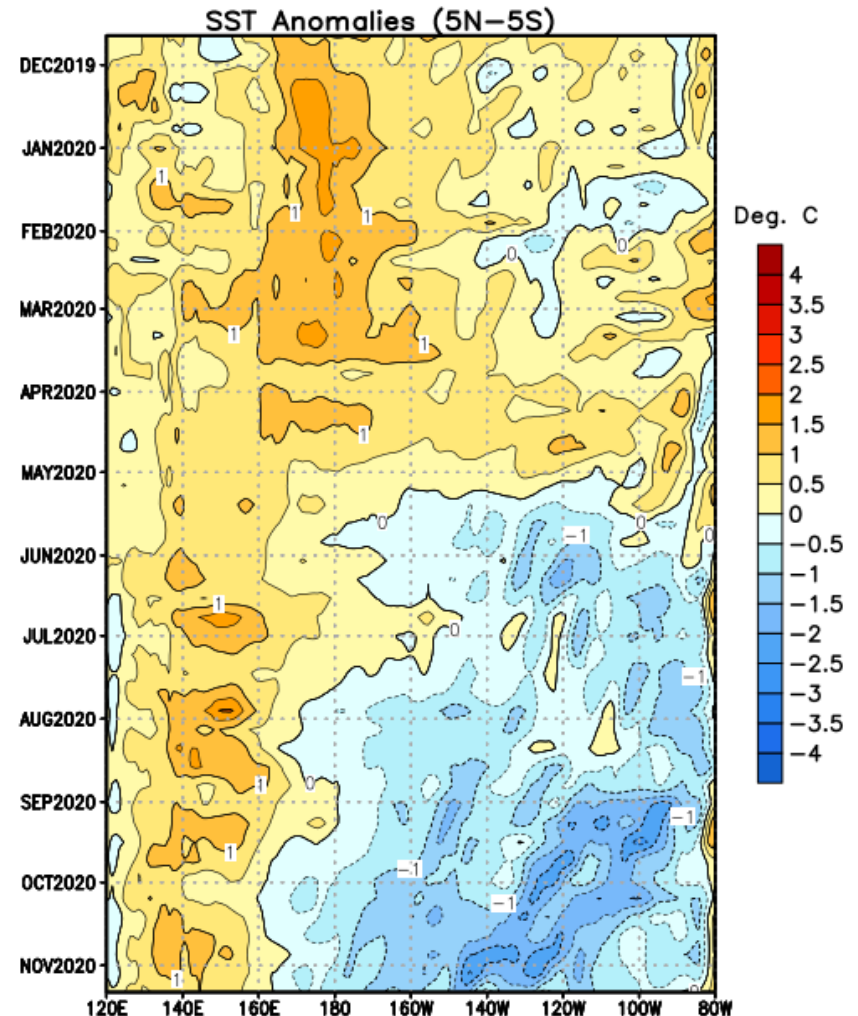 SST Anomalies (5N−5S)
DEC2019
JAN2020
1
1
1
FEB2020
0
0
MAR2020
1
1
APR2020
1
MAY2020
0
0
−1
0
JUN2020
1
0
JUL2020
−1
AUG2020
1
0
SEP2020
−1
1
−1
OCT2020
−1
NOV2020
1
0
120E 140E 160E 180 160W 140W 120W 100W 80W
Deg. C
4
3.5
3
2.5
2
1.5
1
0.5
0
−0.5
−1
−1.5
−2
−2.5
−3
−3.5
−4